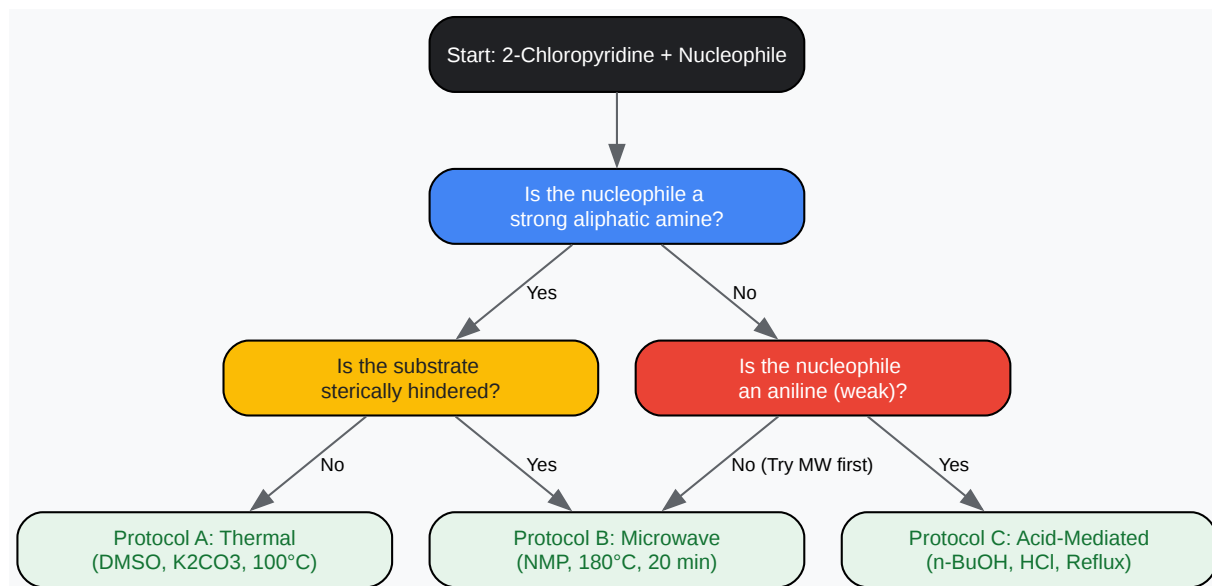 Start: 2-Chloropyridine + Nucleophile
Is the nucleophile a
strong aliphatic amine?
Yes
No
Is the substrate
sterically hindered?
Is the nucleophile
an aniline (weak)?
No
Yes
No (Try MW first)
Yes
Protocol A: Thermal
(DMSO, K2CO3, 100°C)
Protocol B: Microwave
(NMP, 180°C, 20 min)
Protocol C: Acid-Mediated
(n-BuOH, HCl, Reflux)